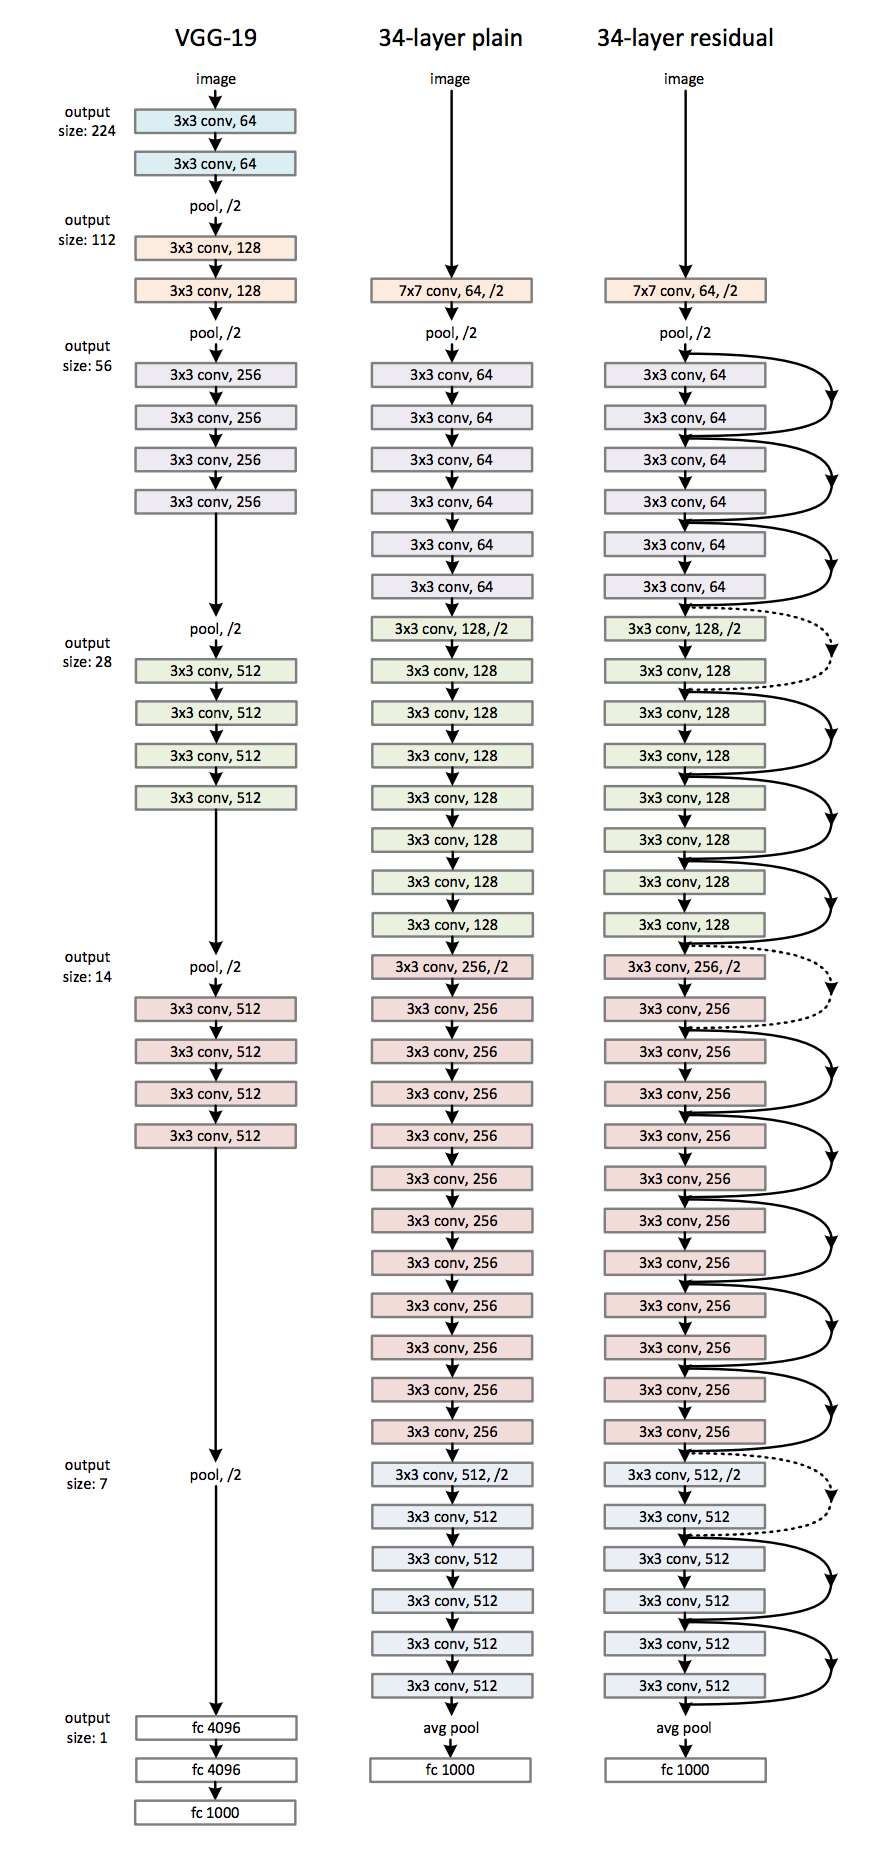 VGG-19
image
output
size: 224
3x3 conv, 64
3x3 conv, 64
pool, /2
output
size: 112
3x3 conv, 128
3x3 conv, 128
pool, /2
output
size: 56
3x3 conv, 256
3x3 conv, 256
3x3 conv, 256
3x3 conv, 256
pool, /2
output
size: 28
3x3 conv, 512
3x3 conv, 512
3x3 conv, 512
3x3 conv, 512
output
size: 14
pool, /2
3x3 conv, 512
3x3 conv, 512
3x3 conv, 512
3x3 conv, 512
output
size: 7
pool, /2
output
size: 1
fc 4096
fc 4096
fc 1000
34-layer plain
image
7x7 conv, 64, /2
pool, /2
3x3 conv, 64
3x3 conv, 64
3x3 conv, 64
3x3 conv, 64
3x3 conv, 64
3x3 conv, 64
3x3 conv, 128, /2
3x3 conv, 128
3x3 conv, 128
3x3 conv, 128
3x3 conv, 128
3x3 conv, 128
3x3 conv, 128
3x3 conv, 128
3x3 conv, 256, /2
3x3 conv, 256
3x3 conv, 256
3x3 conv, 256
3x3 conv, 256
3x3 conv, 256
3x3 conv, 256
3x3 conv, 256
3x3 conv, 256
3x3 conv, 256
3x3 conv, 256
3x3 conv, 256
3x3 conv, 512, /2
3x3 conv, 512
3x3 conv, 512
3x3 conv, 512
3x3 conv, 512
3x3 conv, 512
avg pool
fc 1000
34-layer residual
image
7x7 conv, 64, /2
pool, /2
3x3 conv, 64
3x3 conv, 64
3x3 conv, 64
3x3 conv, 64
3x3 conv, 64
3x3 conv, 64
3x3 conv, 128, /2
3x3 conv, 128
3x3 conv, 128
3x3 conv, 128
3x3 conv, 128
3x3 conv, 128
3x3 conv, 128
3x3 conv, 128
3x3 conv, 256, /2
3x3 conv, 256
3x3 conv, 256
3x3 conv, 256
3x3 conv, 256
3x3 conv, 256
3x3 conv, 256
3x3 conv, 256
3x3 conv, 256
3x3 conv, 256
3x3 conv, 256
3x3 conv, 256
3x3 conv, 512, /2
3x3 conv, 512
3x3 conv, 512
3x3 conv, 512
3x3 conv, 512
3x3 conv, 512
avg pool
fc 1000